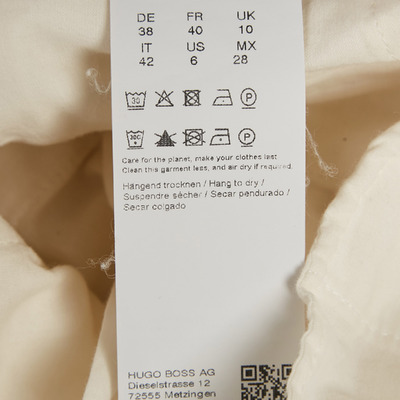 DE FR UK
38 40 10
IT US MX
42 6 28
30 P
30C P
Care for the planet, make your clothes last
Clean this garment less, and air dry if required.
Hängend trocknen / Hang to dry /
Suspendre sécher / Secar pendurado /
Secar colgado
HUGO BOSS AG
Dieselstrasse 12
72555 Metzingen